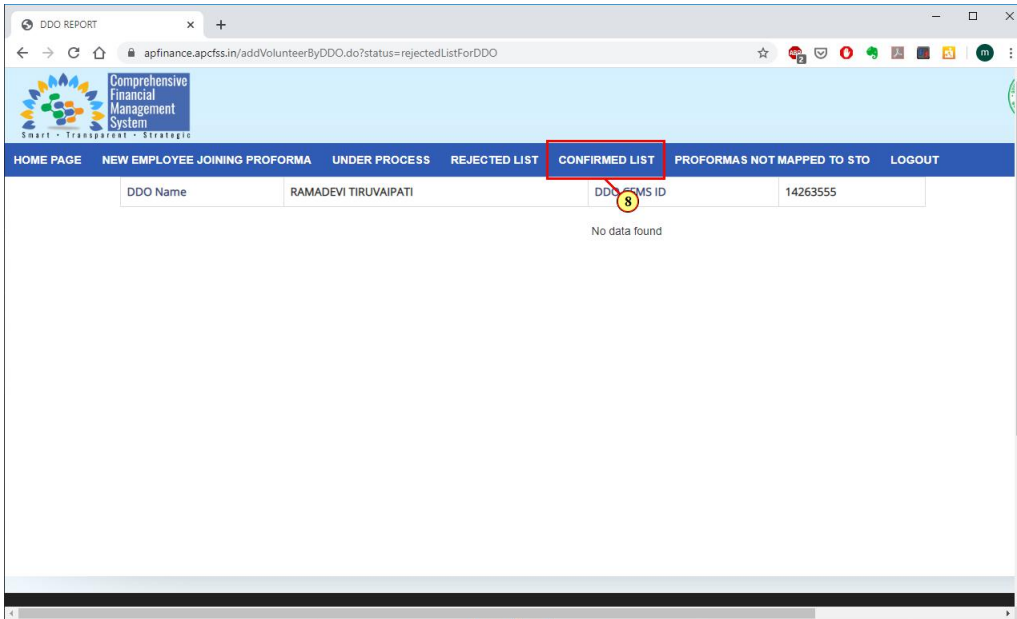 DDO REPORT
apfinance.apcfss.in/addVolunteerByDDO.do?status=rejectedListForDDO
ABP
2
m
Comprehensive
Financial
Management
System
Smart • Transparent • Strategic
HOME PAGE NEW EMPLOYEE JOINING PROFORMA UNDER PROCESS REJECTED LIST CONFIRMED LIST PROFORMAS NOT MAPPED TO STO LOGOUT
DDO Name RAMADEVI TIRUVAIPATI DDO CFMS ID 14263555
8
No data found